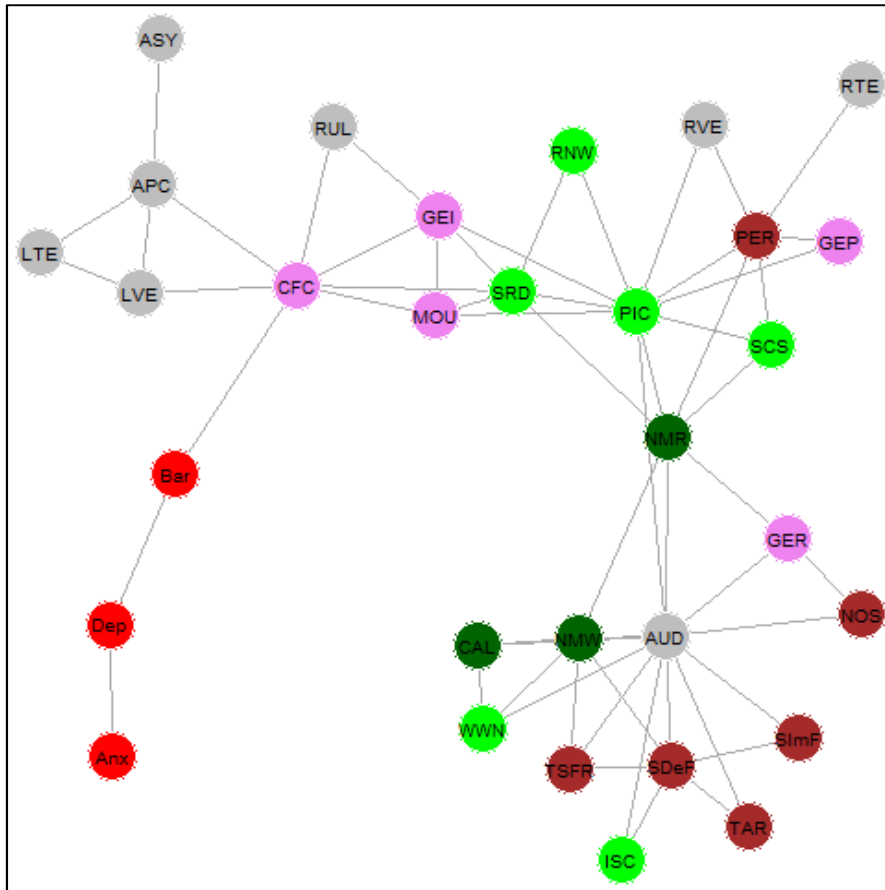 ASY
RTE
RUL
RVE
RNW
APC
GEI
PER
GEP
LTE
CFC
LVE
SRD
MOU
PIC
SCS
NMR
Bar
GER
NOS
Dep
CAL
NMW
AUD
WWN
SImF
Anx
TSFR
SDeF
TAR
ISC